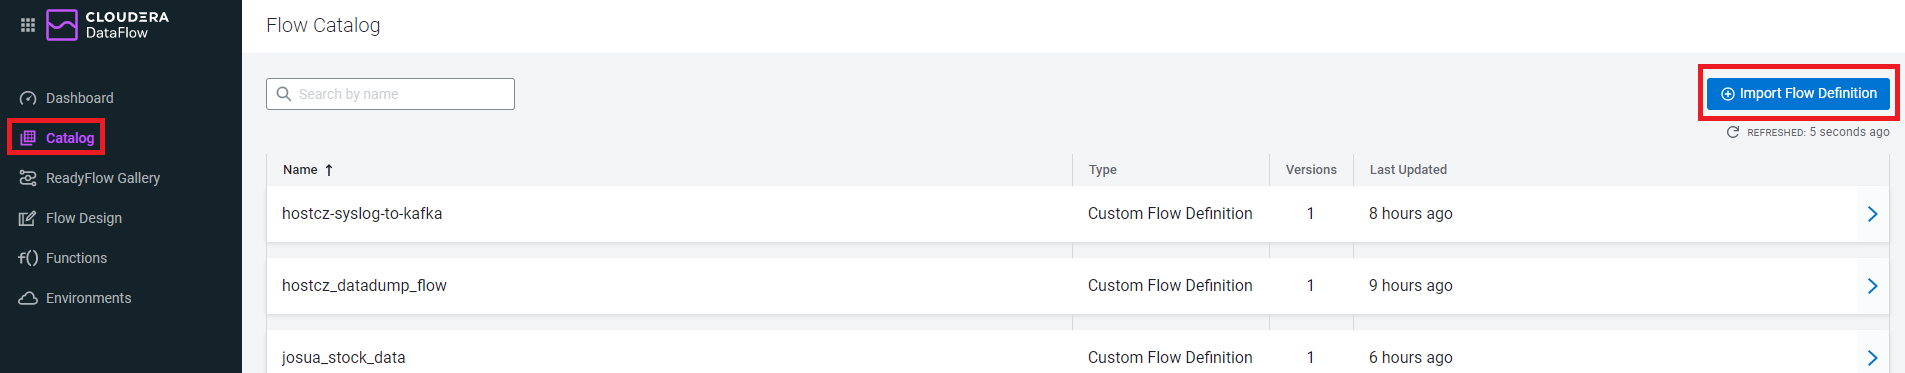 CLOUDERA
DataFlow
Dashboard
Catalog
ReadyFlow Gallery
Flow Design
f() Functions
Environments
Flow Catalog
Search by name
Import Flow Definition
REFRESHED: 5 seconds ago
Name Type Versions Last Updated
hostcz-syslog-to-kafka Custom Flow Definition 1 8 hours ago
hostcz_datadump_flow Custom Flow Definition 1 9 hours ago
josua_stock_data Custom Flow Definition 1 6 hours ago